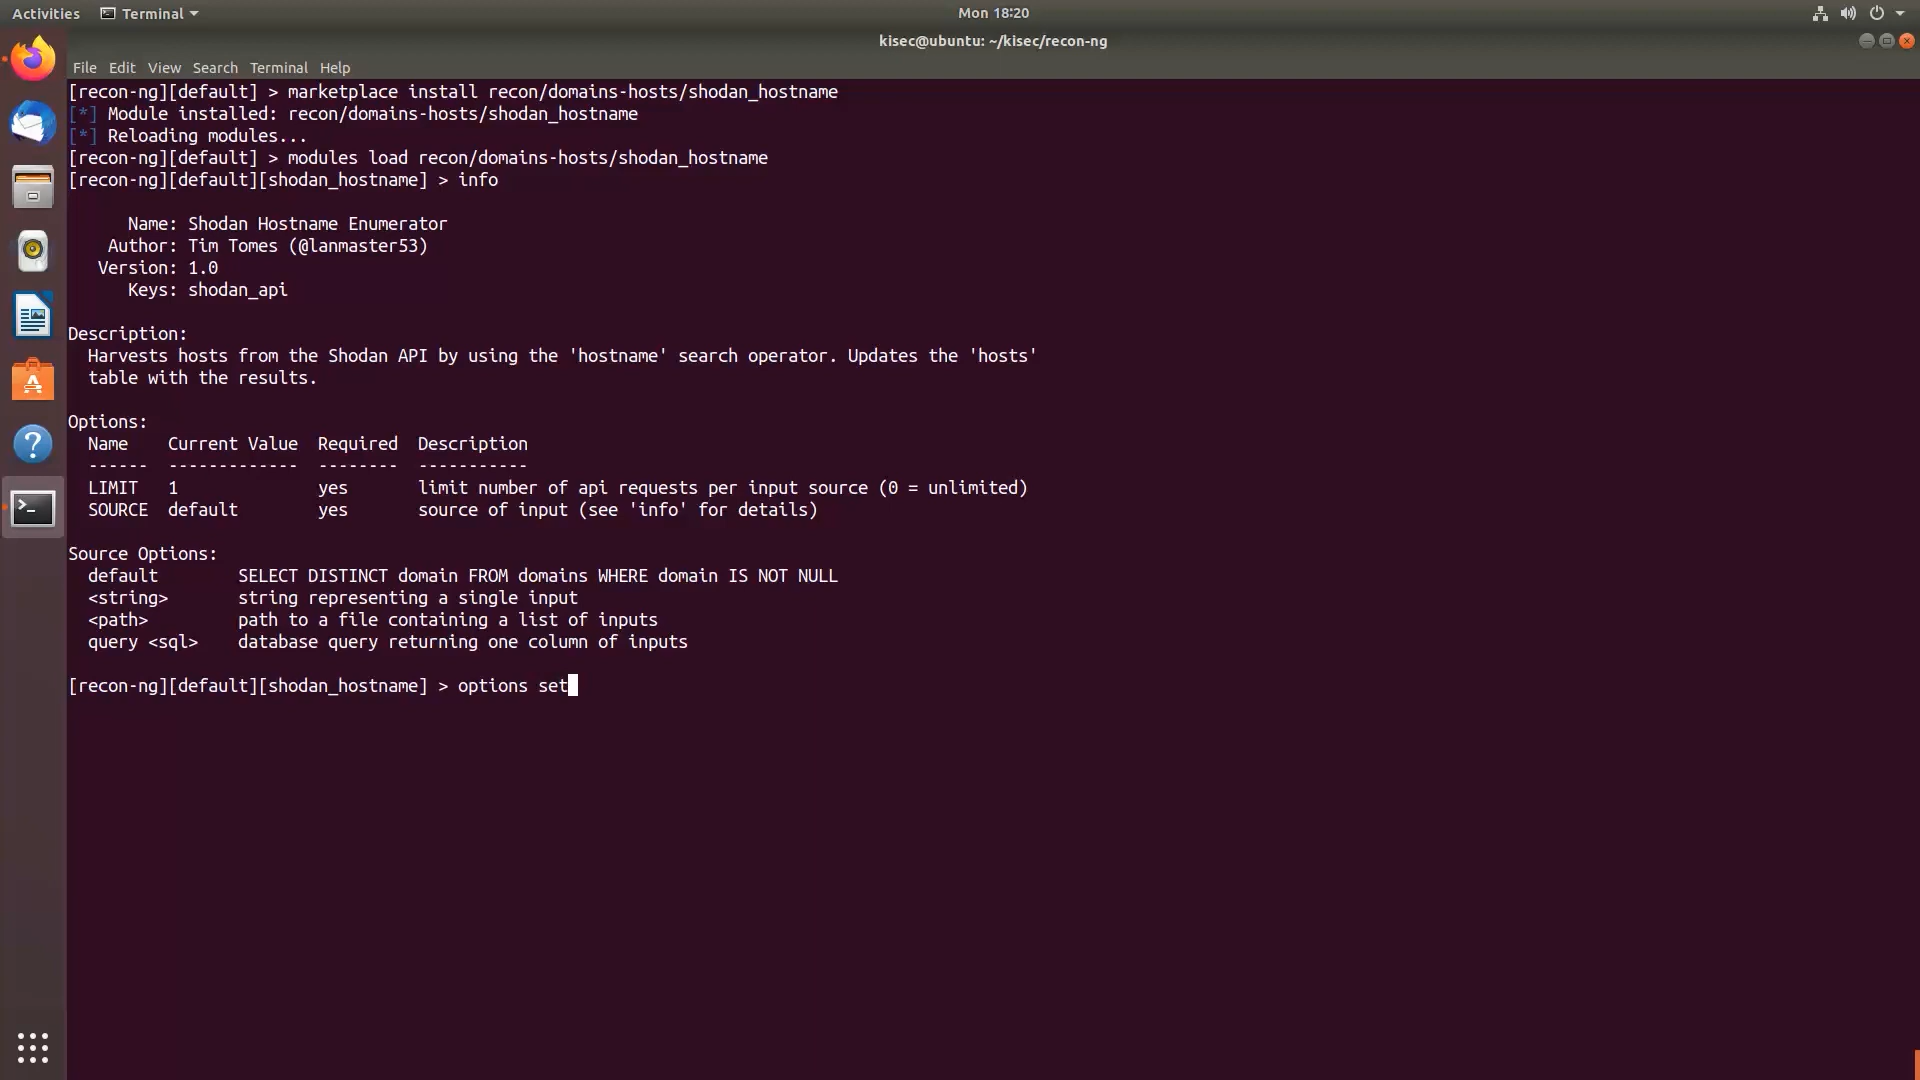 Activities Terminal Mon 18:20
kisec@ubuntu: ~/kisec/recon-ng
File Edit View Search Terminal Help
[recon-ng][default] > marketplace install recon/domains-hosts/shodan_hostname
[*] Module installed: recon/domains-hosts/shodan_hostname
[*] Reloading modules...
[recon-ng][default] > modules load recon/domains-hosts/shodan_hostname
[recon-ng][default][shodan_hostname] > info
Name: Shodan Hostname Enumerator
Author: Tim Tomes (@lanmaster53)
Version: 1.0
Keys: shodan_api
Description:
Harvests hosts from the Shodan API by using the 'hostname' search operator. Updates the 'hosts'
table with the results.
Options:
Name Current Value Required Description
------ ------------- -------- -----------
LIMIT 1 yes limit number of api requests per input source (0 = unlimited)
SOURCE default yes source of input (see 'info' for details)
Source Options:
default SELECT DISTINCT domain FROM domains WHERE domain IS NOT NULL
<string> string representing a single input
<path> path to a file containing a list of inputs
query <sql> database query returning one column of inputs
[recon-ng][default][shodan_hostname] > options set